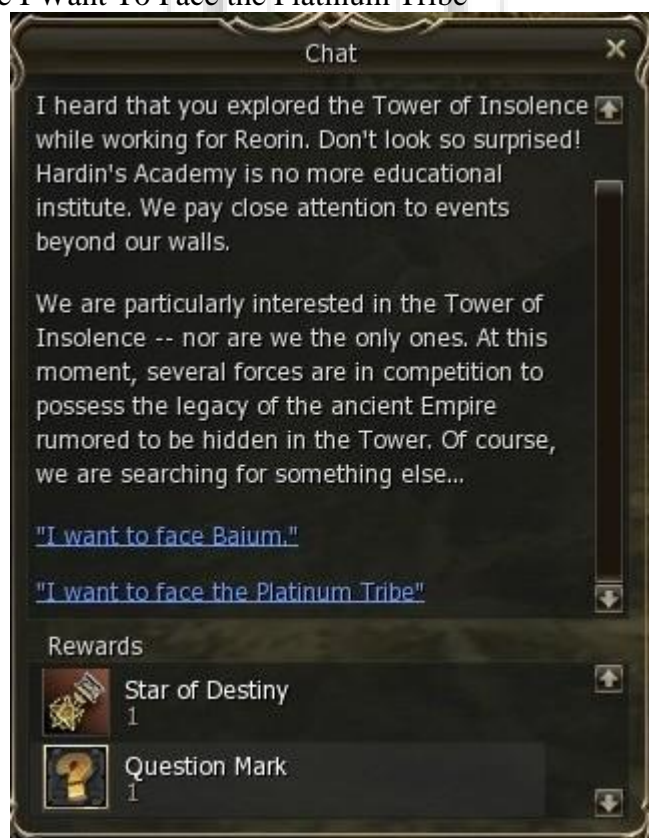 e I Want To Face the Platinum Tribe
Chat
I heard that you explored the Tower of Insolence
while working for Reorin. Don't look so surprised!
Hardin's Academy is no more educational
institute. We pay close attention to events
beyond our walls.
We are particularly interested in the Tower of
Insolence -- nor are we the only ones. At this
moment, several forces are in competition to
possess the legacy of the ancient Empire
rumored to be hidden in the Tower. Of course,
we are searching for something else...
"I want to face Baium."
"I want to face the Platinum Tribe"
Rewards
Star of Destiny
1
Question Mark
1